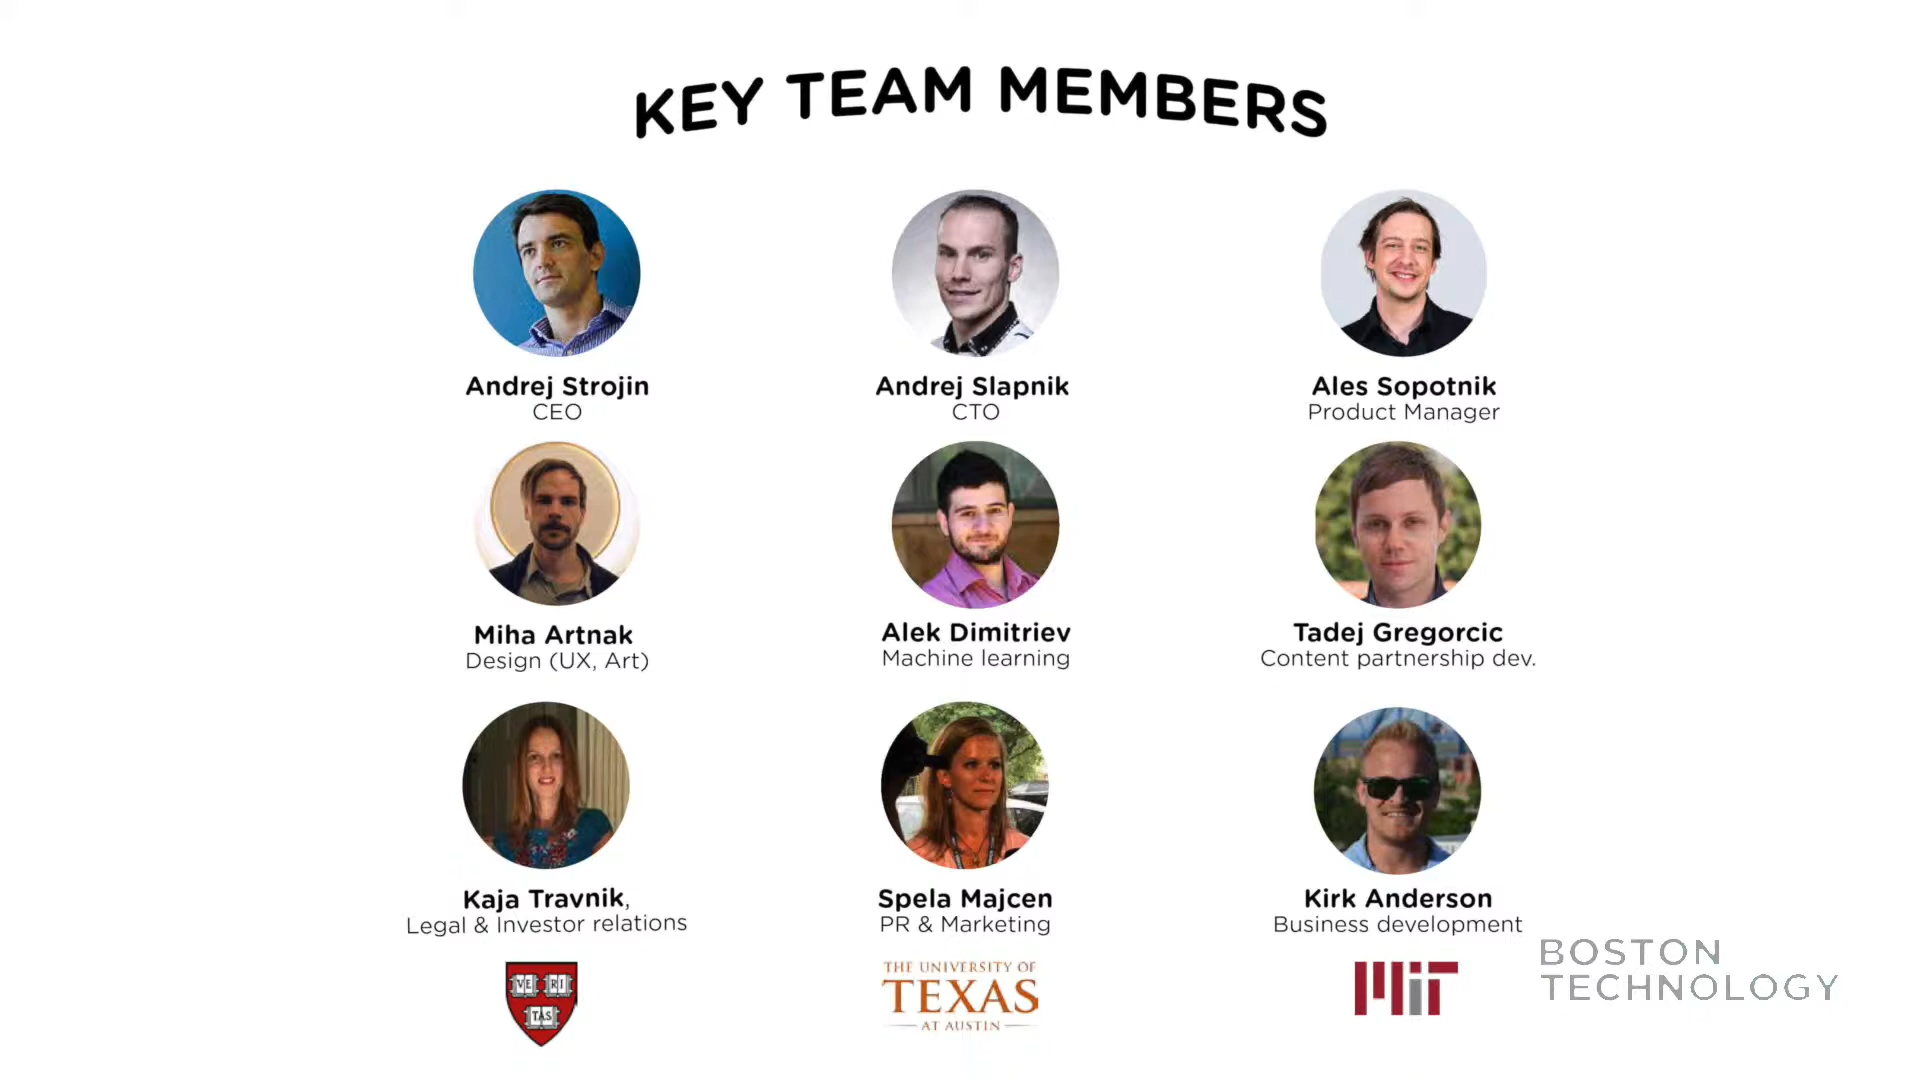 KEY TEAM MEMBERS
Andrej Strojin
CEO
Andrej Slapnik
CTO
Ales Sopotnik
Product Manager
Miha Artnak
Design (UX, Art)
Alek Dimitriev
Machine learning
Tadej Gregorcic
Content partnership dev.
Kaja Travnik,
Legal & Investor relations
Spela Majcen
PR & Marketing
Kirk Anderson
Business development
VE RI
TAS
THE UNIVERSITY OF
TEXAS
AT AUSTIN
MIT
BOSTON
TECHNOLOGY